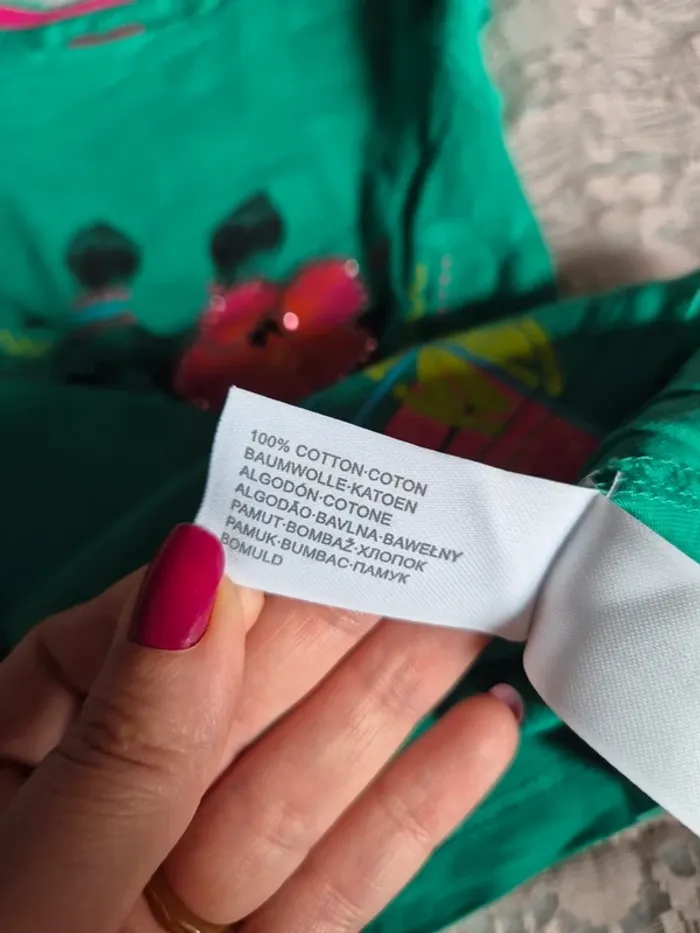 100% COTTON·COTON
BAUMWOLLE·KATOEN
ALGODÓN·COTONE
ALGODÃO·BAVLNA·BAWEŁNY
PAMUT·BOMBAŽ·ХЛОПОК
PAMUK·BUMBAC·ПАМУК
BOMULD